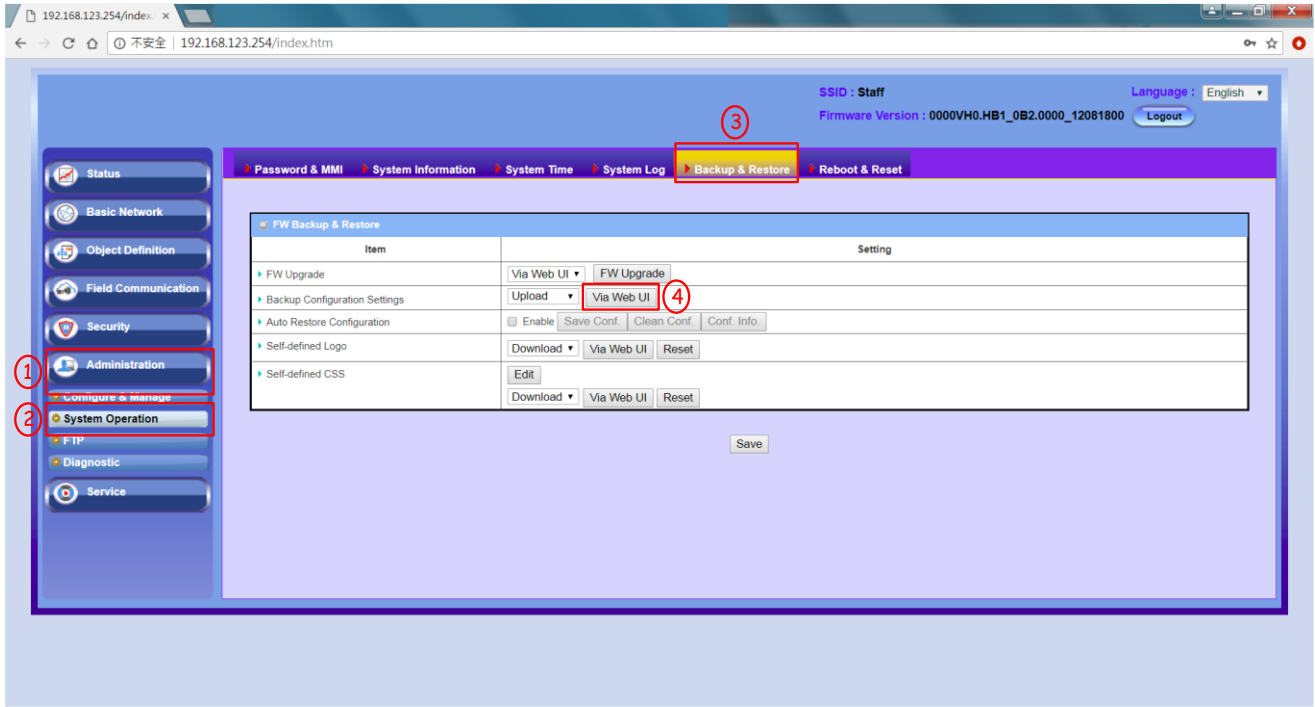 192.168.123.254/index.
不安全 | 192.168.123.254/index.htm
SSID : Staff
Language : English
Firmware Version : 0000VH0.HB1_0B2.0000_12081800
Logout
3
Status
Basic Network
Object Definition
Field Communication
Security
1
Administration
Configure & Manage
2
System Operation
FTP
Diagnostic
Service
Password & MMI
System Information
System Time
System Log
Backup & Restore
Reboot & Reset
FW Backup & Restore
Item Setting
FW Upgrade Via Web UI FW Upgrade
Backup Configuration Settings Upload Via Web UI 4
Auto Restore Configuration Enable Save Conf. Clean Conf. Conf. Info.
Self-defined Logo Download Via Web UI Reset
Self-defined CSS Edit
Download Via Web UI Reset
Save